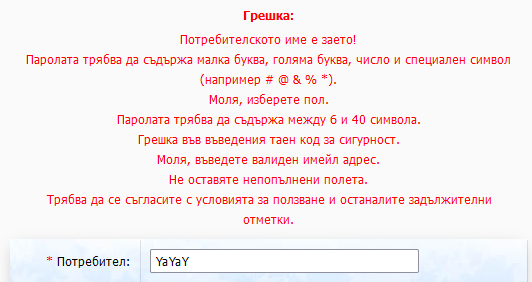 Грешка:
Потребителското име е заето!
Паролата трябва да съдържа малка буква, голяма буква, число и специален символ
(например # @ & % *).
Моля, изберете пол.
Паролата трябва да съдържа между 6 и 40 символа.
Грешка във въведения таен код за сигурност.
Моля, въведете валиден имейл адрес.
Не оставяте непопълнени полета.
Трябва да се съгласите с условията за ползване и останалите задължителни
отметки.
* Потребител: YaYaY